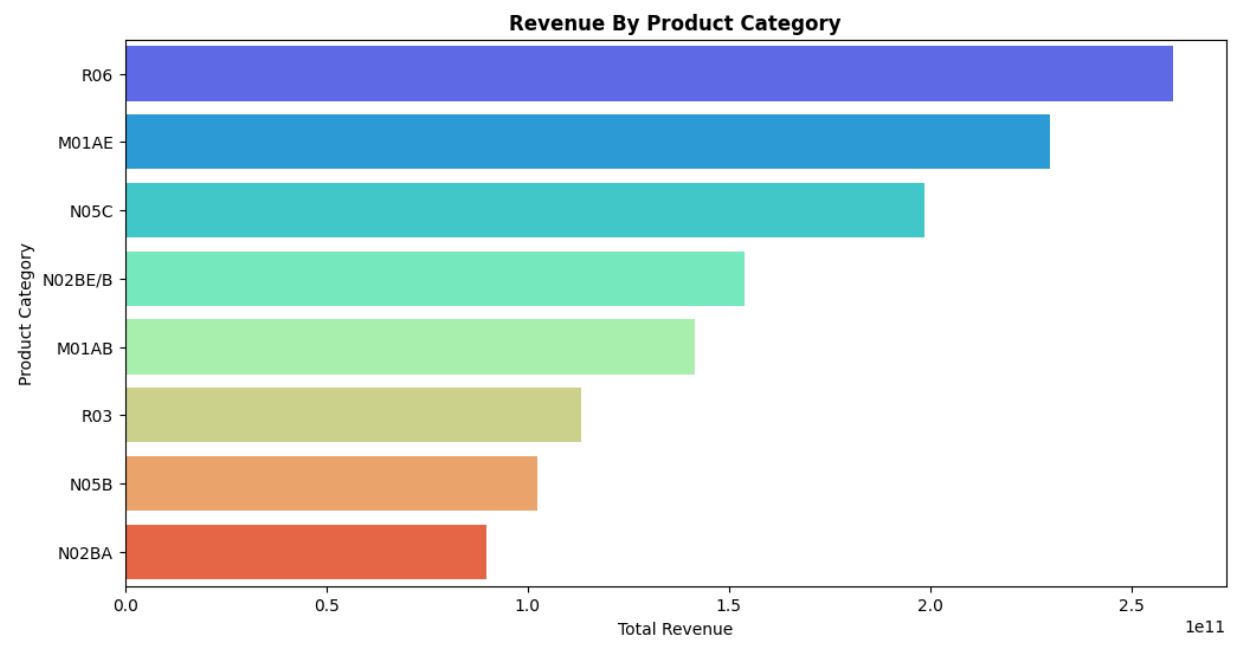 Revenue By Product Category
R06
M01AE
N05C
N02BE/B
M01AB
R03
N05B
N02BA
Product Category
0.0 0.5 1.0 1.5 2.0 2.5
Total Revenue
1e11